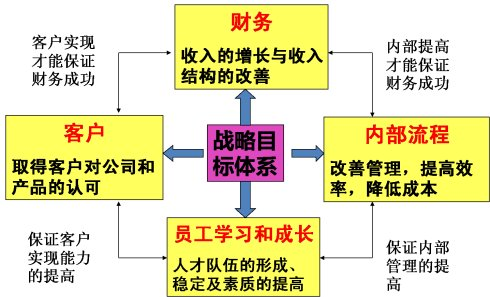 财务
收入的增长与收入
结构的改善
客户实现
才能保证
财务成功
内部提高
才能保证
财务成功
客户
取得客户对公司和
产品的认可
战略目
标体系
内部流程
改善管理，提高效
率，降低成本
员工学习和成长
人才队伍的形成、
稳定及素质的提高
保证客户
实现能力
的提高
保证内部
管理的提
高